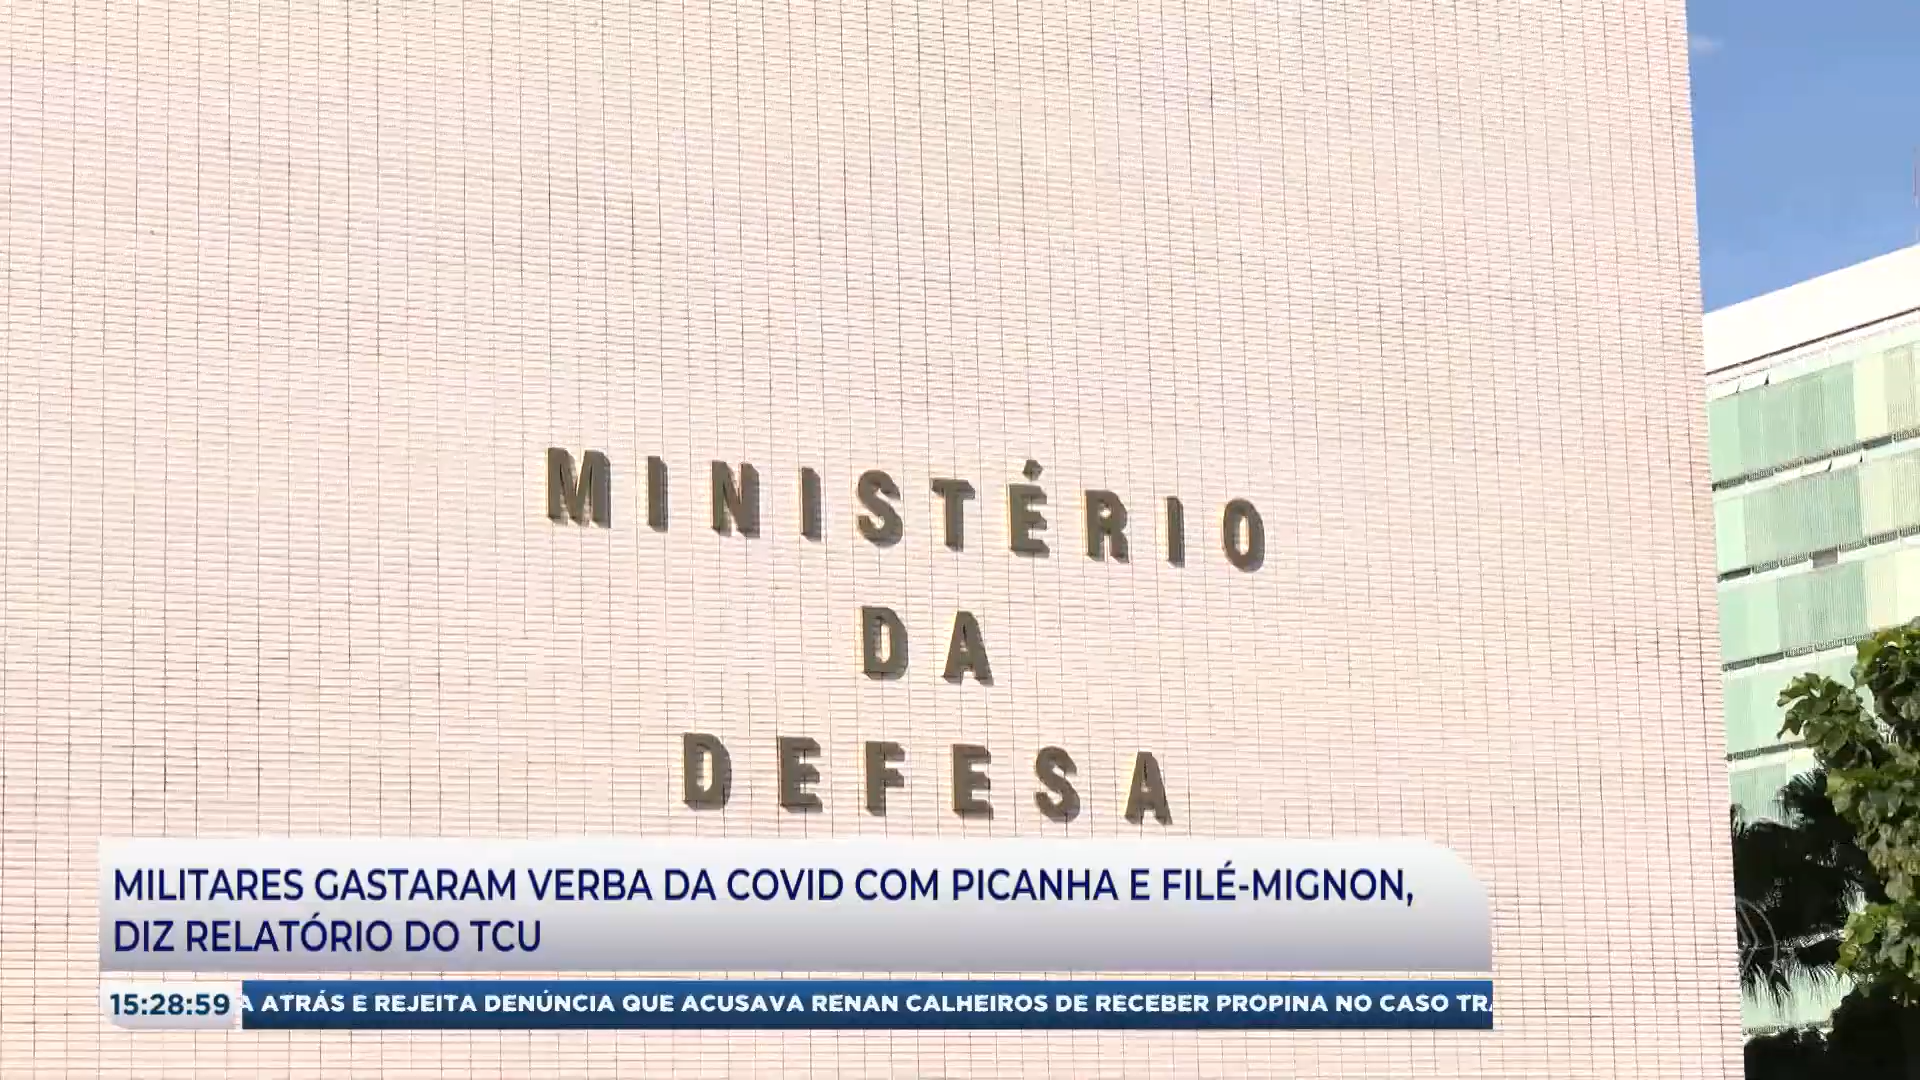 MINISTÉRIO
DA
DEFESA
MILITARES GASTARAM VERBA DA COVID COM PICANHA E FILÉ-MIGNON,
DIZ RELATÓRIO DO TCU
15:28:59
ATRÁS E REJEITA DENÚNCIA QUE ACUSAVA RENAN CALHEIROS DE RECEBER PROPINA NO CASO